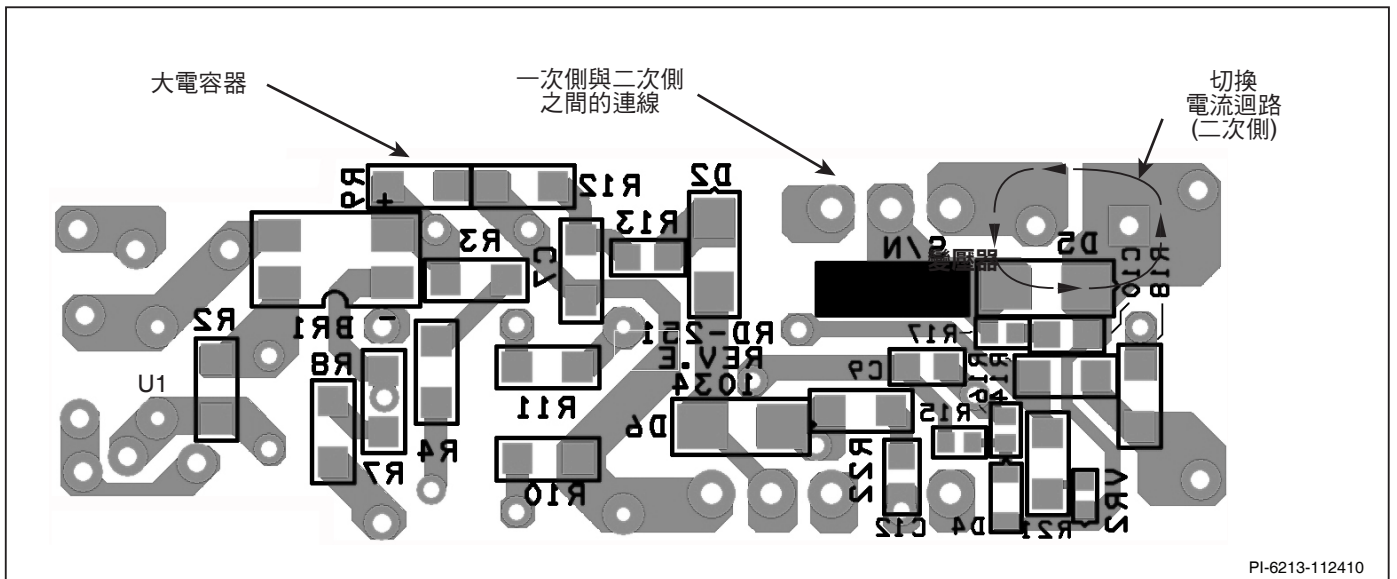 大電容器
一次側與二次側
之間的連線
切換
電流迴路
(二次側)
R9
+
R12
D2
R13
R3
C7
S/N
變壓器
D5
C10
R18
R2
BR1
-
RD-251
REV.E
1034
R17
U1
R8
C9
R16
R14
R11
R15
D6
R7
R4
R10
R22
C12
D4
R21
VR2
PI-6213-112410